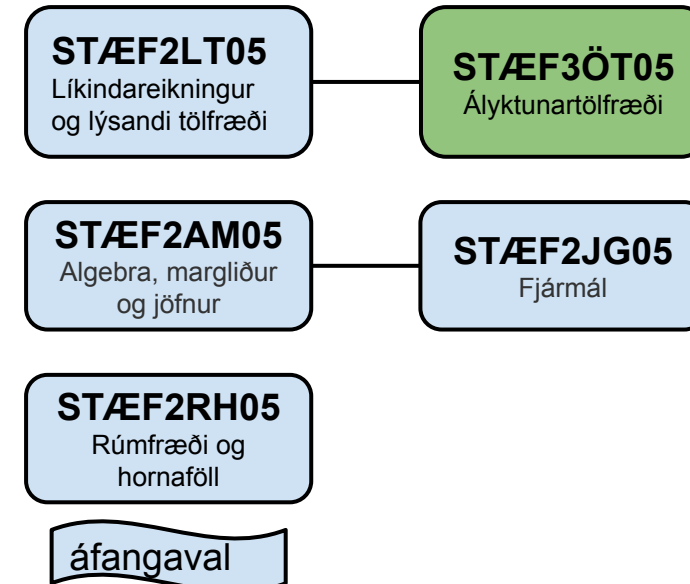 STÆF2LT05
Líkindareikningur
og lýsandi tölfræði
STÆF3ÖT05
Ályktunartölfræði
STÆF2AM05
Algebra, margliður
og jöfnur
STÆF2JG05
Fjármál
STÆF2RH05
Rúmfræði og
hornaföll
áfangaval